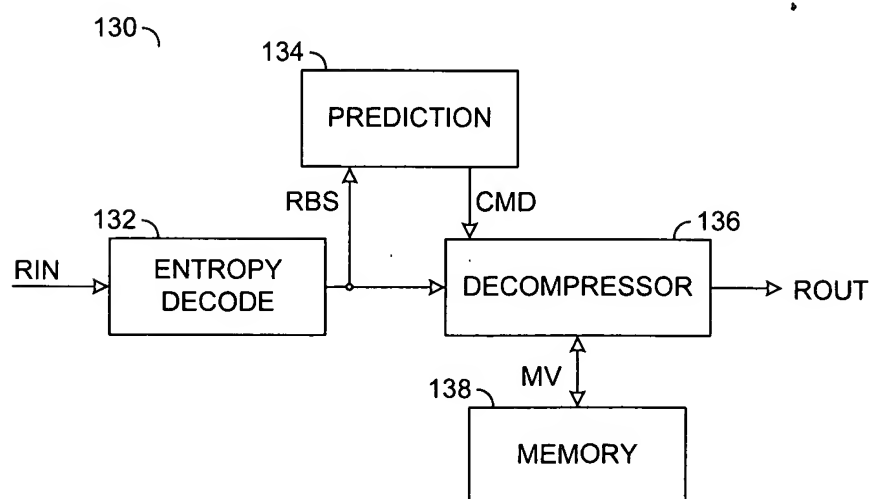 130
134
PREDICTION
RBS
CMD
132
136
RIN
ENTROPY
DECODE
DECOMPRESSOR
ROUT
MV
138
MEMORY